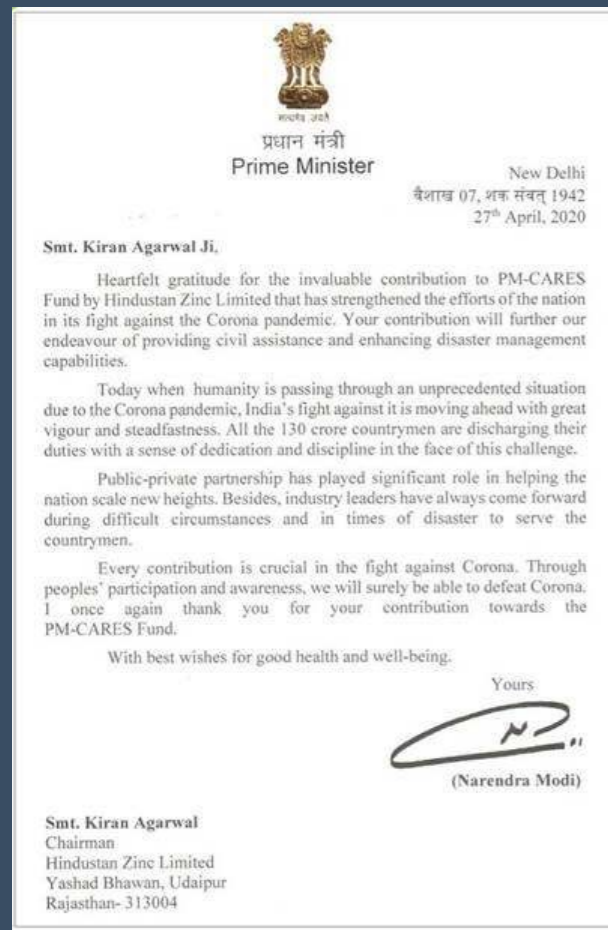 सत्यमेव जयते
प्रधान मंत्री
Prime Minister
New Delhi
वैशाख 07, शक संवत् 1942
27th April, 2020
Smt. Kiran Agarwal Ji,
Heartfelt gratitude for the invaluable contribution to PM-CARES
Fund by Hindustan Zinc Limited that has strengthened the efforts of the nation
in its fight against the Corona pandemic. Your contribution will further our
endeavour of providing civil assistance and enhancing disaster management
capabilities.
Today when humanity is passing through an unprecedented situation
due to the Corona pandemic, India's fight against it is moving ahead with great
vigour and steadfastness. All the 130 crore countrymen are discharging their
duties with a sense of dedication and discipline in the face of this challenge.
Public-private partnership has played significant role in helping the
nation scale new heights. Besides, industry leaders have always come forward
during difficult circumstances and in times of disaster to serve the
countrymen.
Every contribution is crucial in the fight against Corona. Through
peoples' participation and awareness, we will surely be able to defeat Corona.
I once again thank you for your contribution towards the
PM-CARES Fund.
With best wishes for good health and well-being.
Yours
(Narendra Modi)
Smt. Kiran Agarwal
Chairman
Hindustan Zinc Limited
Yashad Bhawan, Udaipur
Rajasthan- 313004